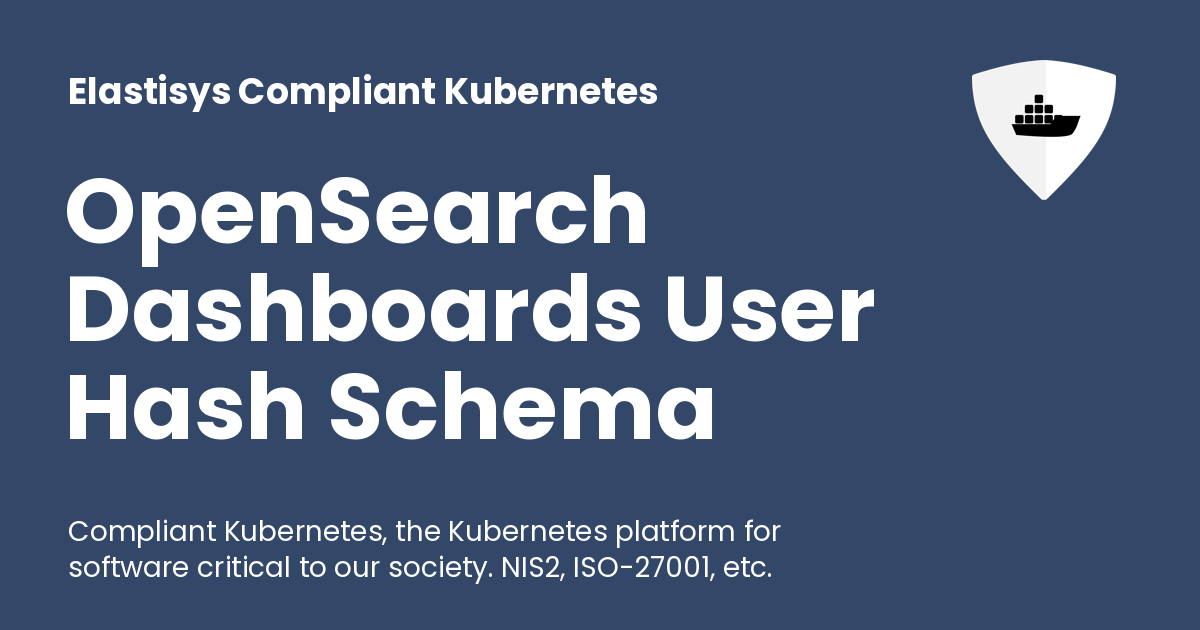 Elastisys Compliant Kubernetes
OpenSearch
Dashboards User
Hash Schema
Compliant Kubernetes, the Kubernetes platform for
software critical to our society. NIS2, ISO-27001, etc.